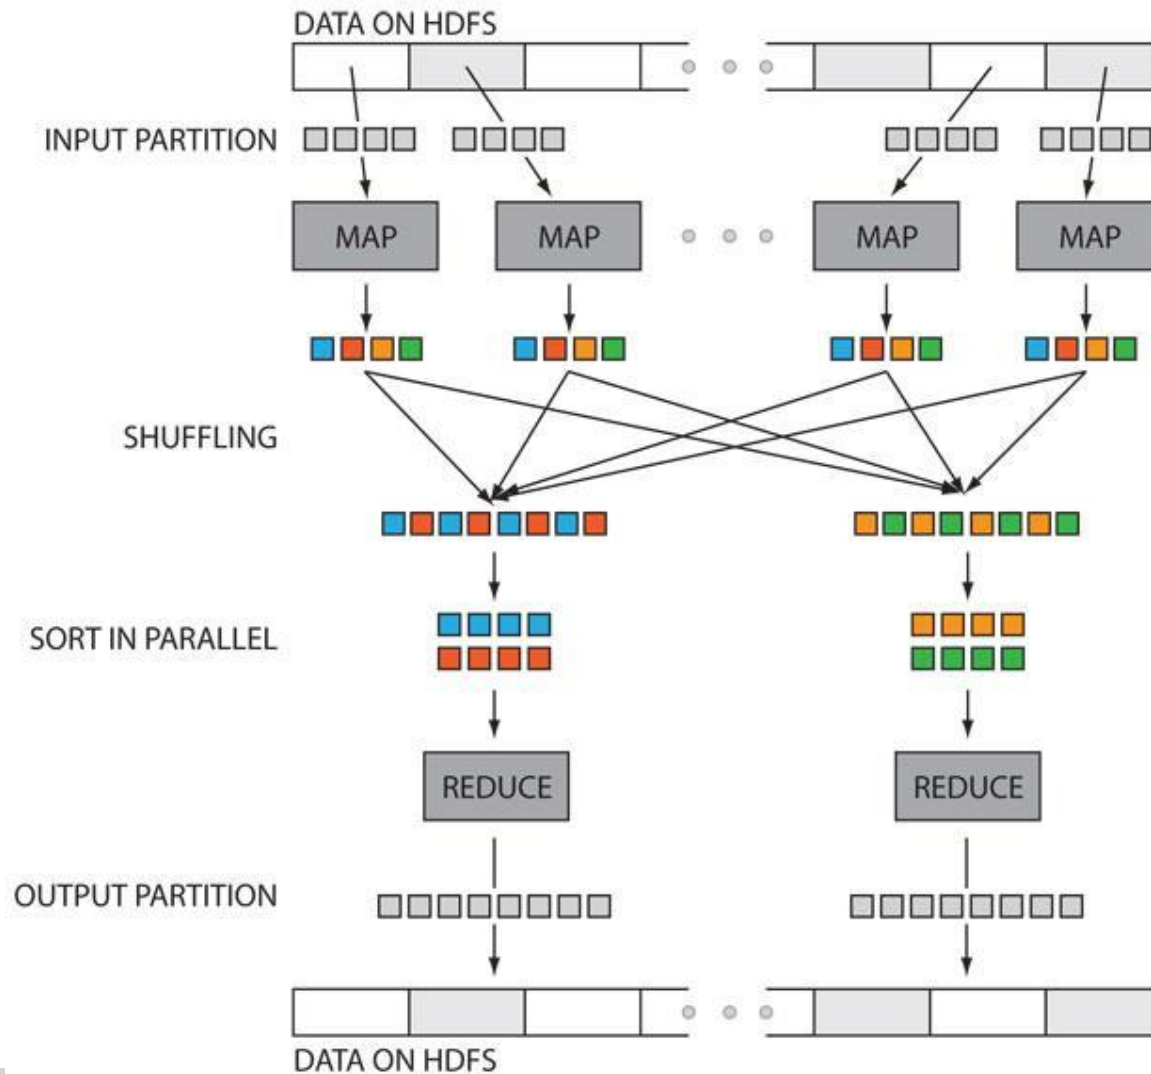 DATA ON HDFS
INPUT PARTITION
MAP
MAP
MAP
MAP
SHUFFLING
SORT IN PARALLEL
REDUCE
REDUCE
OUTPUT PARTITION
DATA ON HDFS